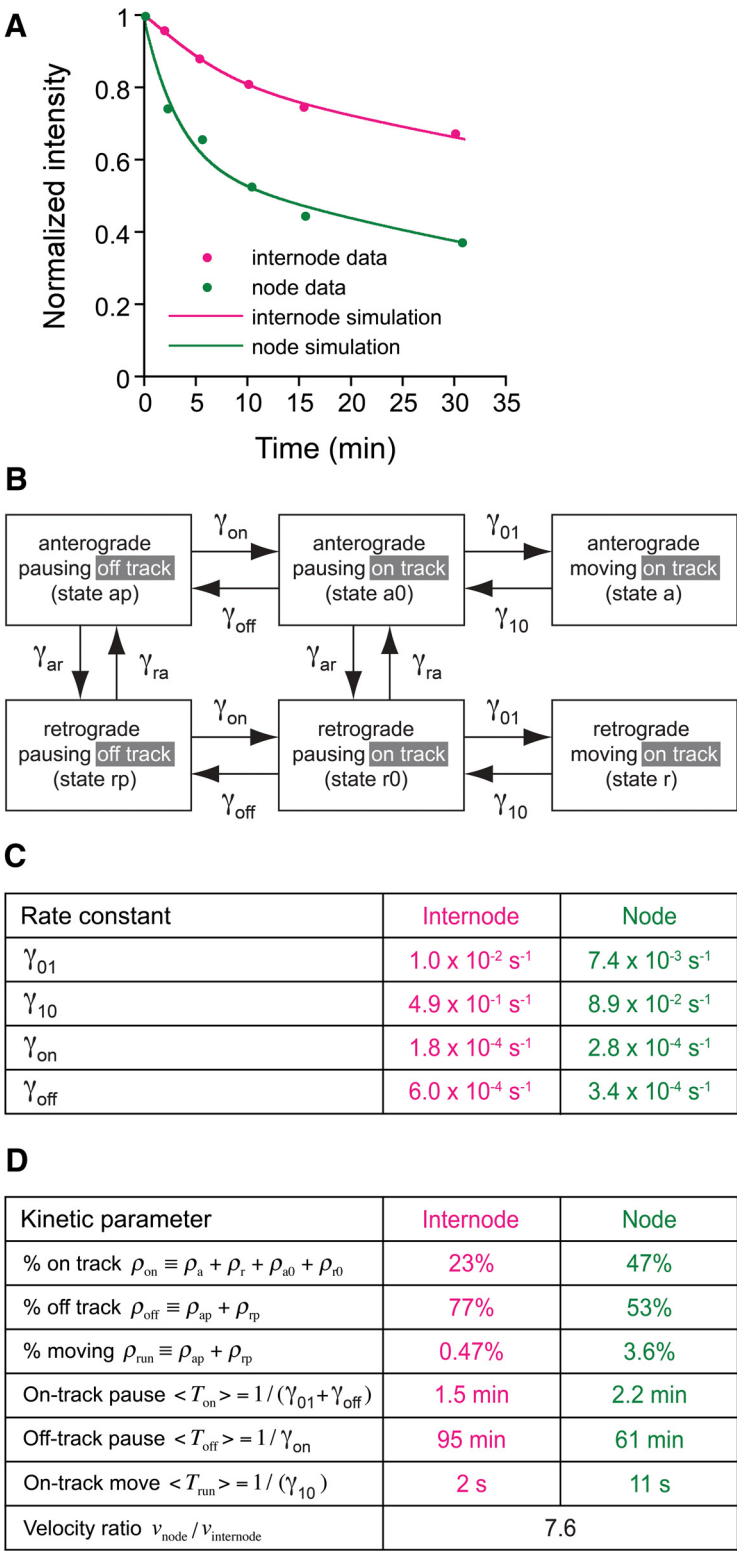 A
Normalized intensity
1
0.8
0.6
0.4
0.2
0
0 5 10 15 20 25 30 35
Time (min)
internode data
node data
internode simulation
node simulation
B
anterograde pausing off track (state ap)
γon
γoff
anterograde pausing on track (state a0)
γ01
γ10
anterograde moving on track (state a)
γar
γra
γar
γra
retrograde pausing off track (state rp)
γon
γoff
retrograde pausing on track (state r0)
γ01
γ10
retrograde moving on track (state r)
C
Rate constant Internode Node
γ01 1.0 x 10⁻² s⁻¹ 7.4 x 10⁻³ s⁻¹
γ10 4.9 x 10⁻¹ s⁻¹ 8.9 x 10⁻² s⁻¹
γon 1.8 x 10⁻⁴ s⁻¹ 2.8 x 10⁻⁴ s⁻¹
γoff 6.0 x 10⁻⁴ s⁻¹ 3.4 x 10⁻⁴ s⁻¹
D
Kinetic parameter Internode Node
% on track ρon ≡ ρa + ρr + ρa0 + ρr0 23% 47%
% off track ρoff ≡ ρap + ρrp 77% 53%
% moving ρrun ≡ ρap + ρrp 0.47% 3.6%
On-track pause <Ton> = 1/(γ01+γoff) 1.5 min 2.2 min
Off-track pause <Toff> = 1/γon 95 min 61 min
On-track move <Trun> = 1/(γ10) 2 s 11 s
Velocity ratio vnode/vinternode 7.6